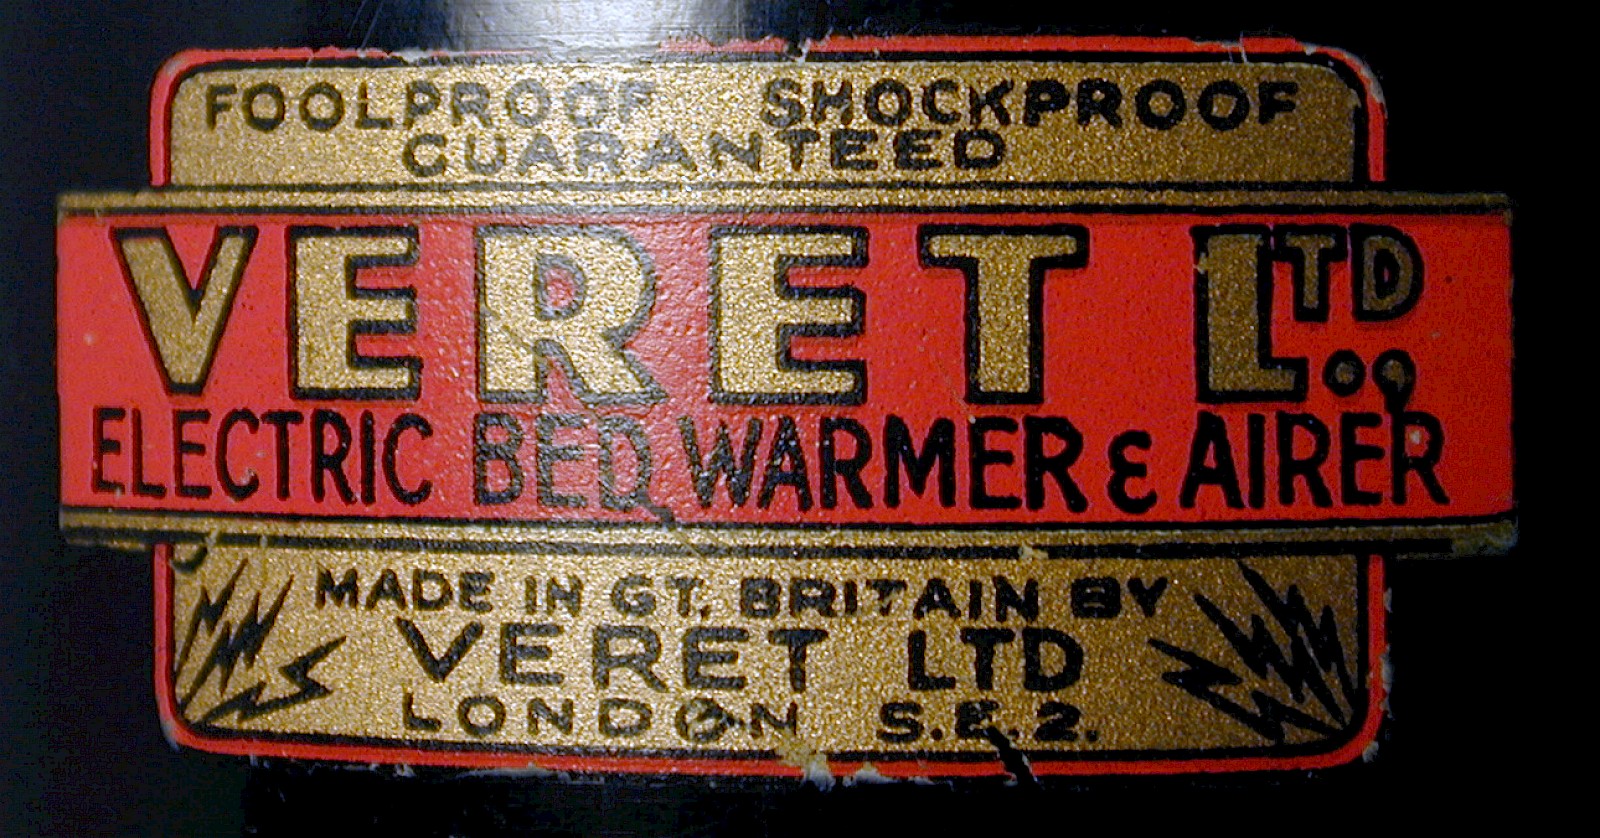 FOOLPROOF SHOCKPROOF
GUARANTEED
VERET LTD..
ELECTRIC BED WARMER & AIRER
MADE IN GT. BRITAIN BY
VERET LTD
LONDON S.E.2.